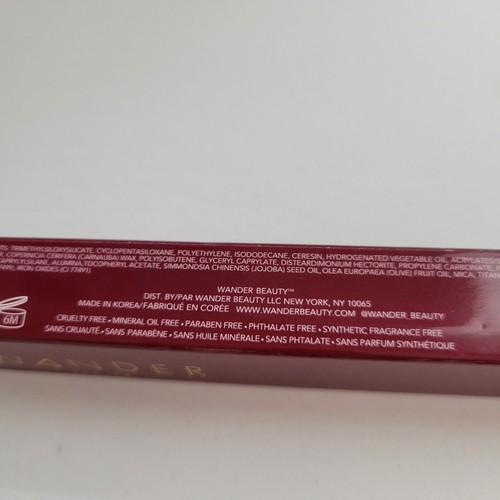 TS: TRIMETHYLSILOXYSILICATE, CYCLOPENTASILOXANE, POLYETHYLENE, ISODODECANE, CERESIN, HYDROGENATED VEGETABLE OIL, ACRYLATES
COPERNICIA CERIFERA (CARNAUBA) WAX, POLYISOBUTENE, GLYCERYL CAPRYLATE, DISTEARDIMONIUM HECTORITE, PROPYLENE CARBONATE,
CAPRYLYLSILANE, ALUMINA, TOCOPHERYL ACETATE, SIMMONDSIA CHINENSIS (JOJOBA) SEED OIL, OLEA EUROPAEA (OLIVE) FRUIT OIL, MICA, TITAN
IRON OXIDES (CI 77491)
WANDER BEAUTY™
DIST. BY/PAR WANDER BEAUTY LLC NEW YORK, NY 10065
MADE IN KOREA/FABRIQUÉ EN CORÉE WWW.WANDERBEAUTY.COM @WANDER_BEAUTY
6M
CRUELTY FREE • MINERAL OIL FREE • PARABEN FREE • PHTHALATE FREE • SYNTHETIC FRAGRANCE FREE
SANS CRUAUTÉ • SANS PARABÈNE • SANS HUILE MINÉRALE • SANS PHTALATE • SANS PARFUM SYNTHÉTIQUE
WANDER